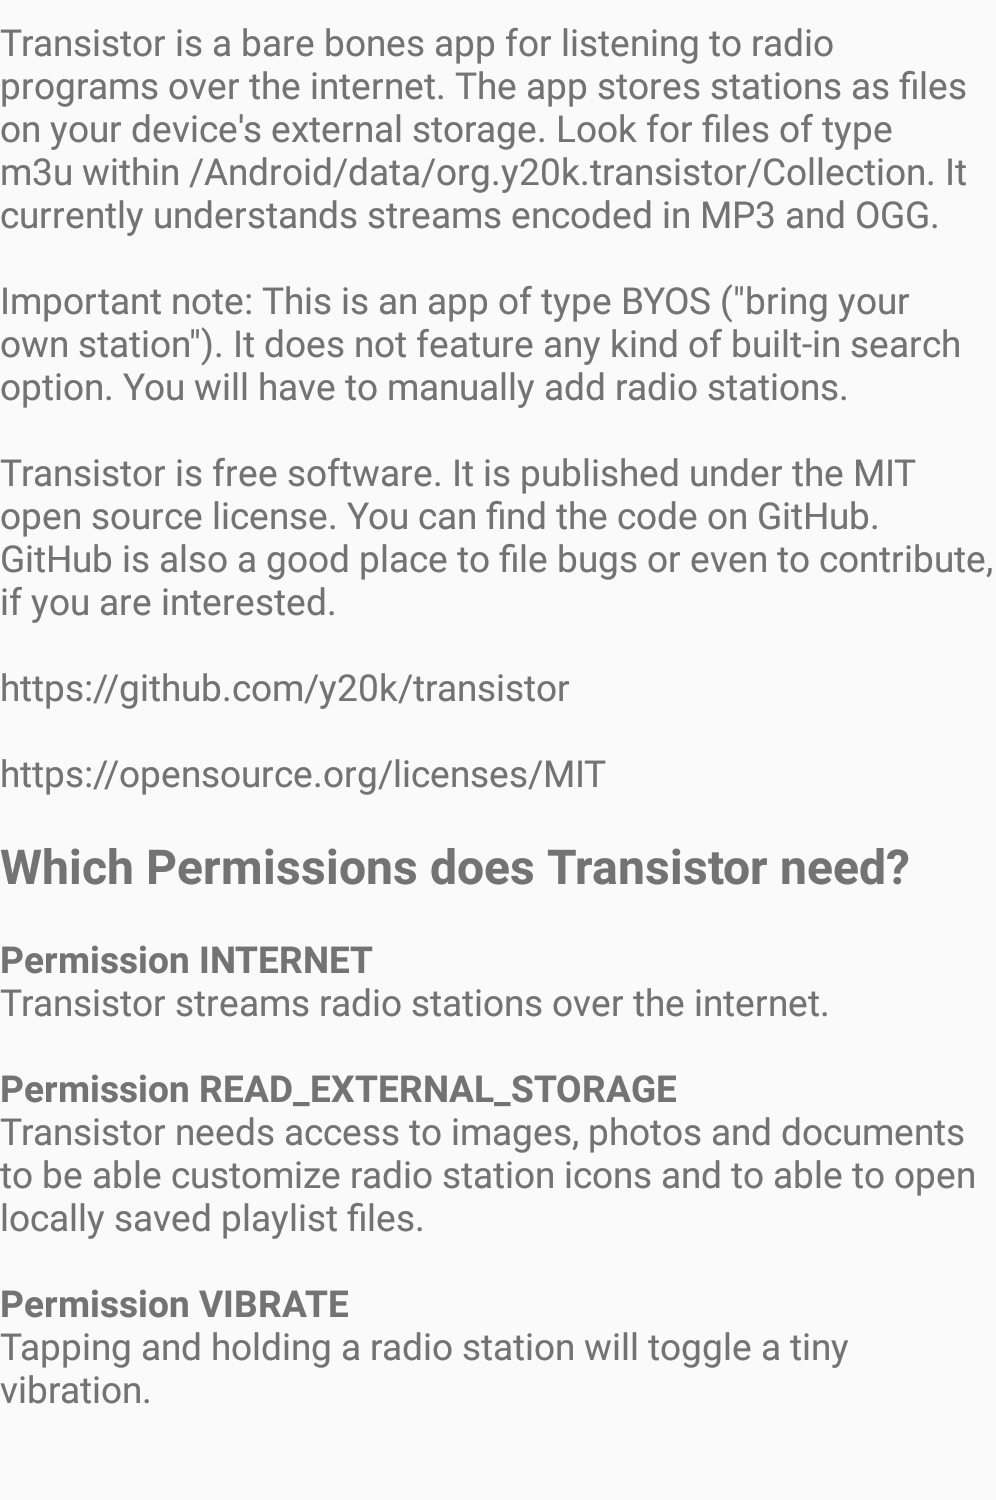 Transistor is a bare bones app for listening to radio
programs over the internet. The app stores stations as files
on your device's external storage. Look for files of type
m3u within /Android/data/org.y20k.transistor/Collection. It
currently understands streams encoded in MP3 and OGG.
Important note: This is an app of type BYOS ("bring your
own station"). It does not feature any kind of built-in search
option. You will have to manually add radio stations.
Transistor is free software. It is published under the MIT
open source license. You can find the code on GitHub.
GitHub is also a good place to file bugs or even to contribute,
if you are interested.
https://github.com/y20k/transistor
https://opensource.org/licenses/MIT
Which Permissions does Transistor need?
Permission INTERNET
Transistor streams radio stations over the internet.
Permission READ_EXTERNAL_STORAGE
Transistor needs access to images, photos and documents
to be able customize radio station icons and to able to open
locally saved playlist files.
Permission VIBRATE
Tapping and holding a radio station will toggle a tiny
vibration.